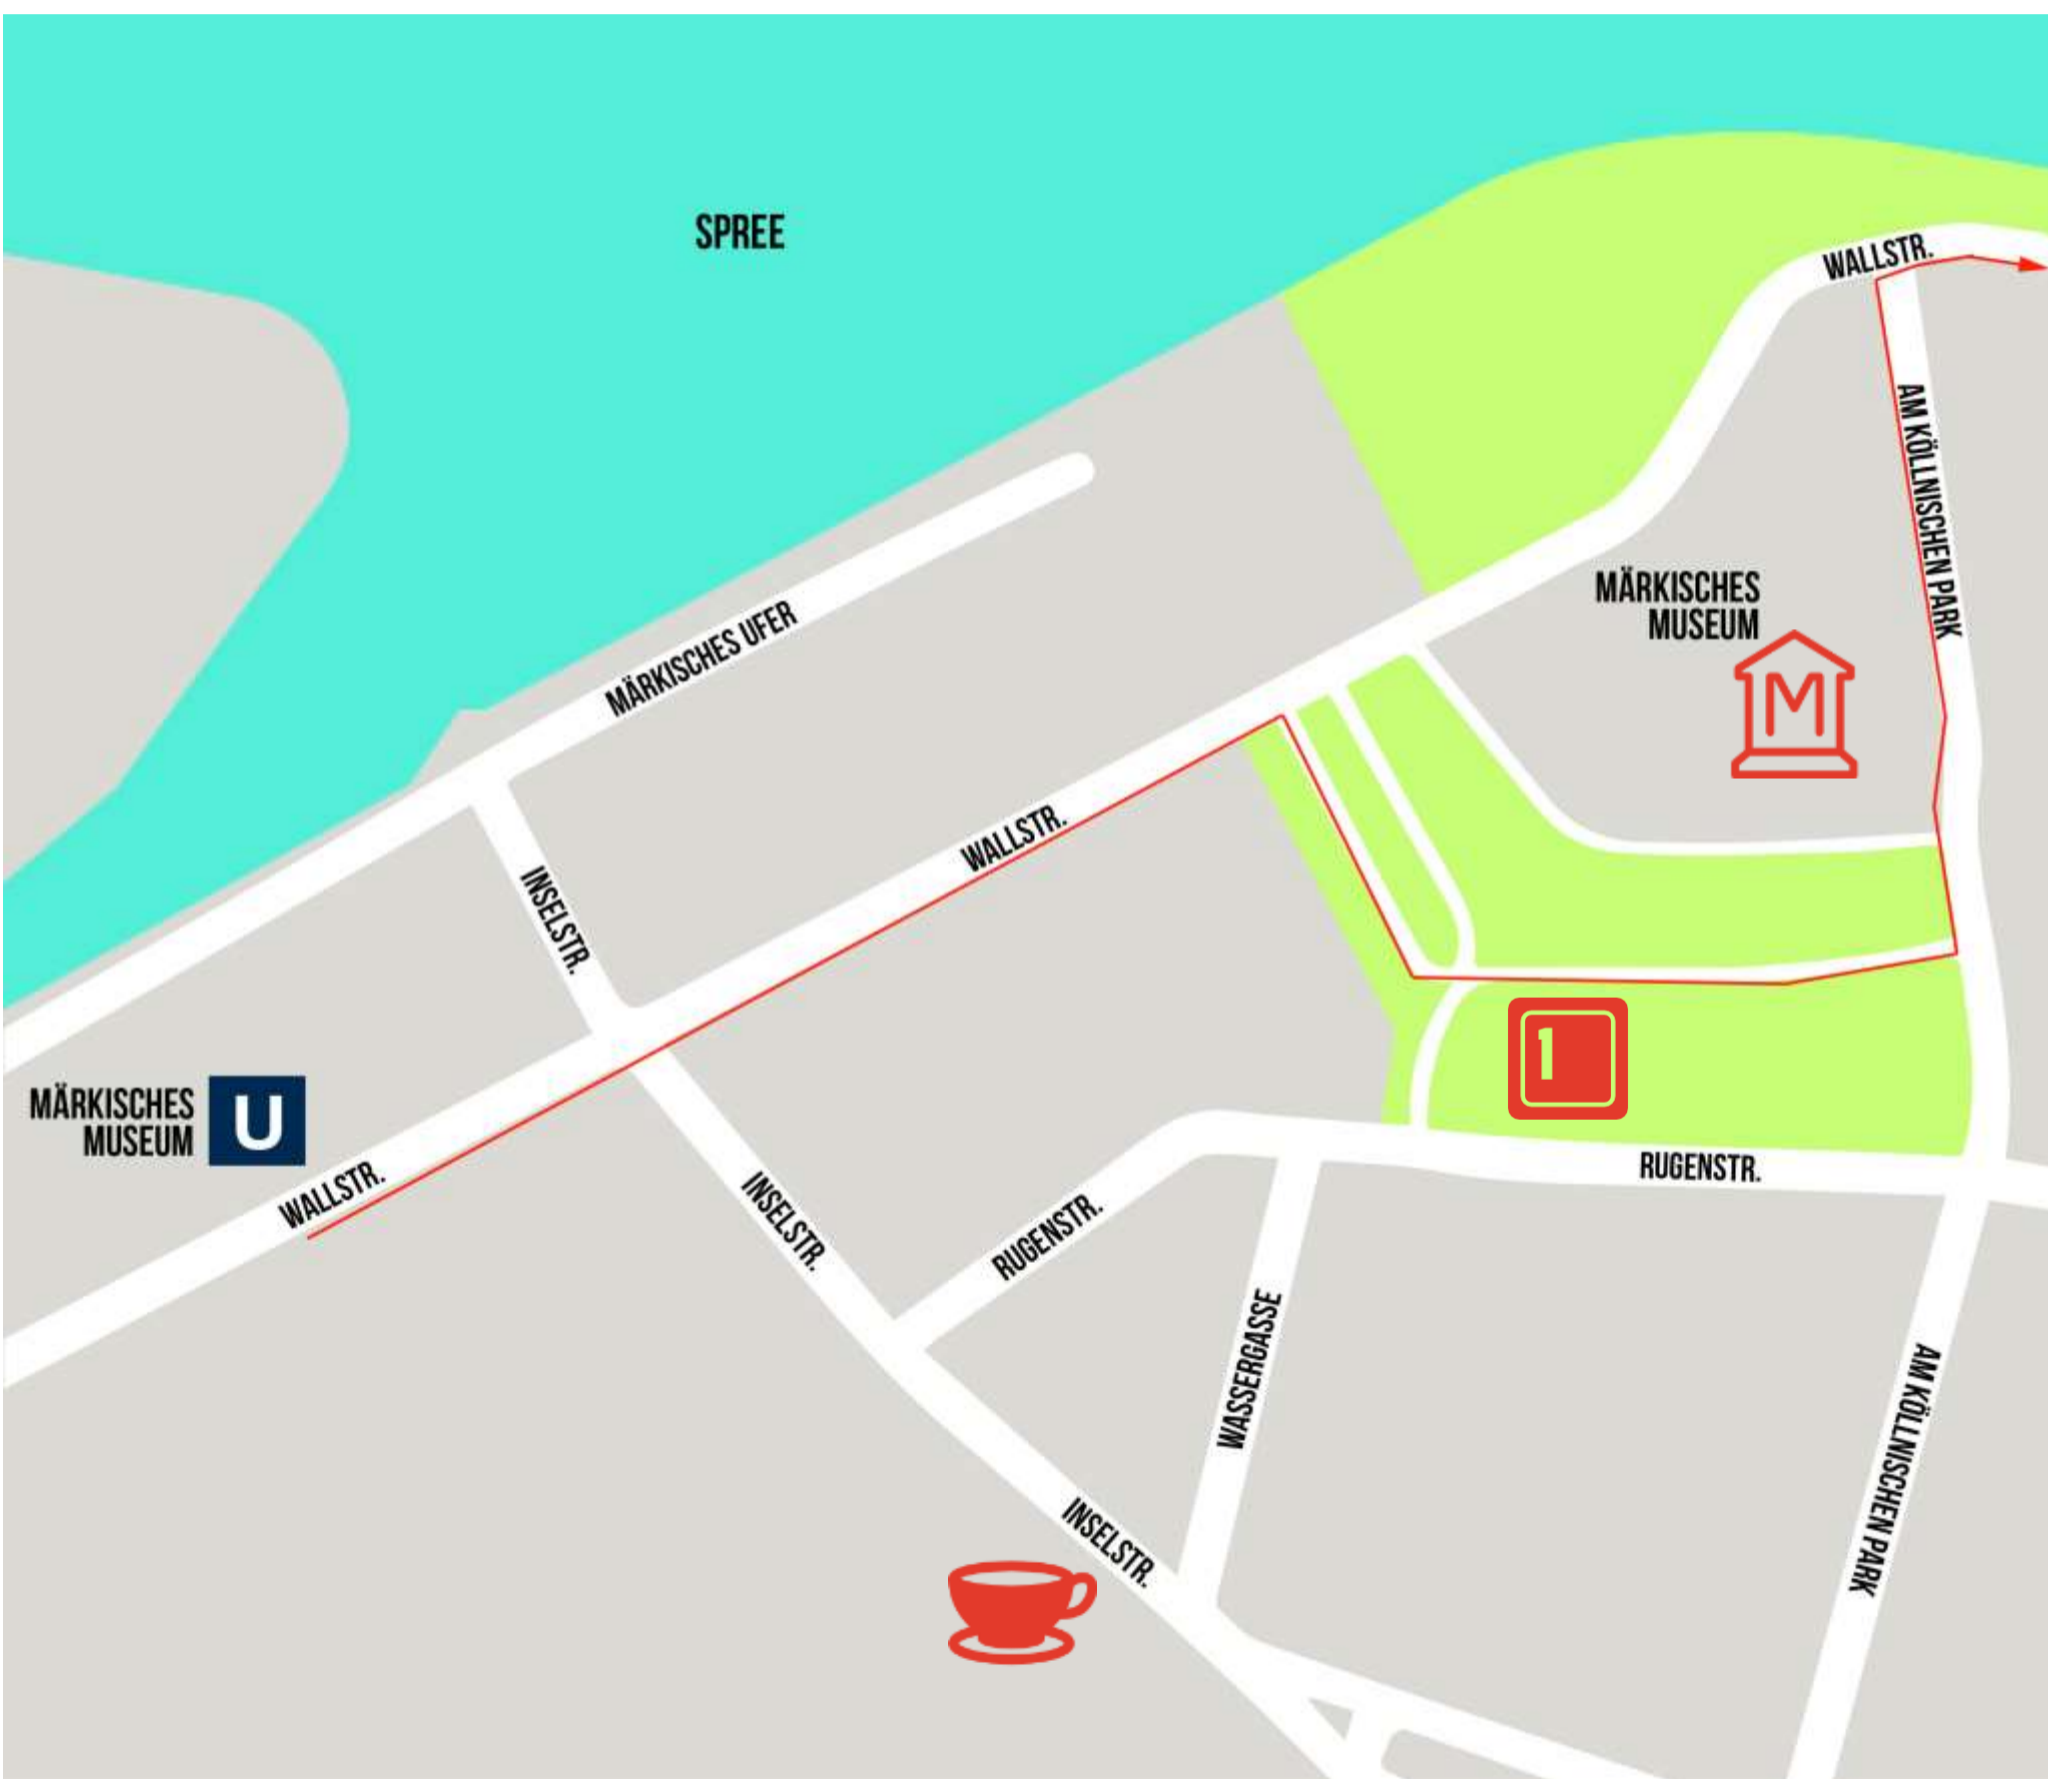 SPREE
WALLSTR.
AM KÖLLNISCHEN PARK
MÄRKISCHES
MUSEUM
M
MÄRKISCHES UFER
WALLSTR.
INSELSTR.
1
MÄRKISCHES
MUSEUM
U
WALLSTR.
RUGENSTR.
INSELSTR.
RUGENSTR.
WASSERGASSE
AM KÖLLNISCHEN PARK
INSELSTR.